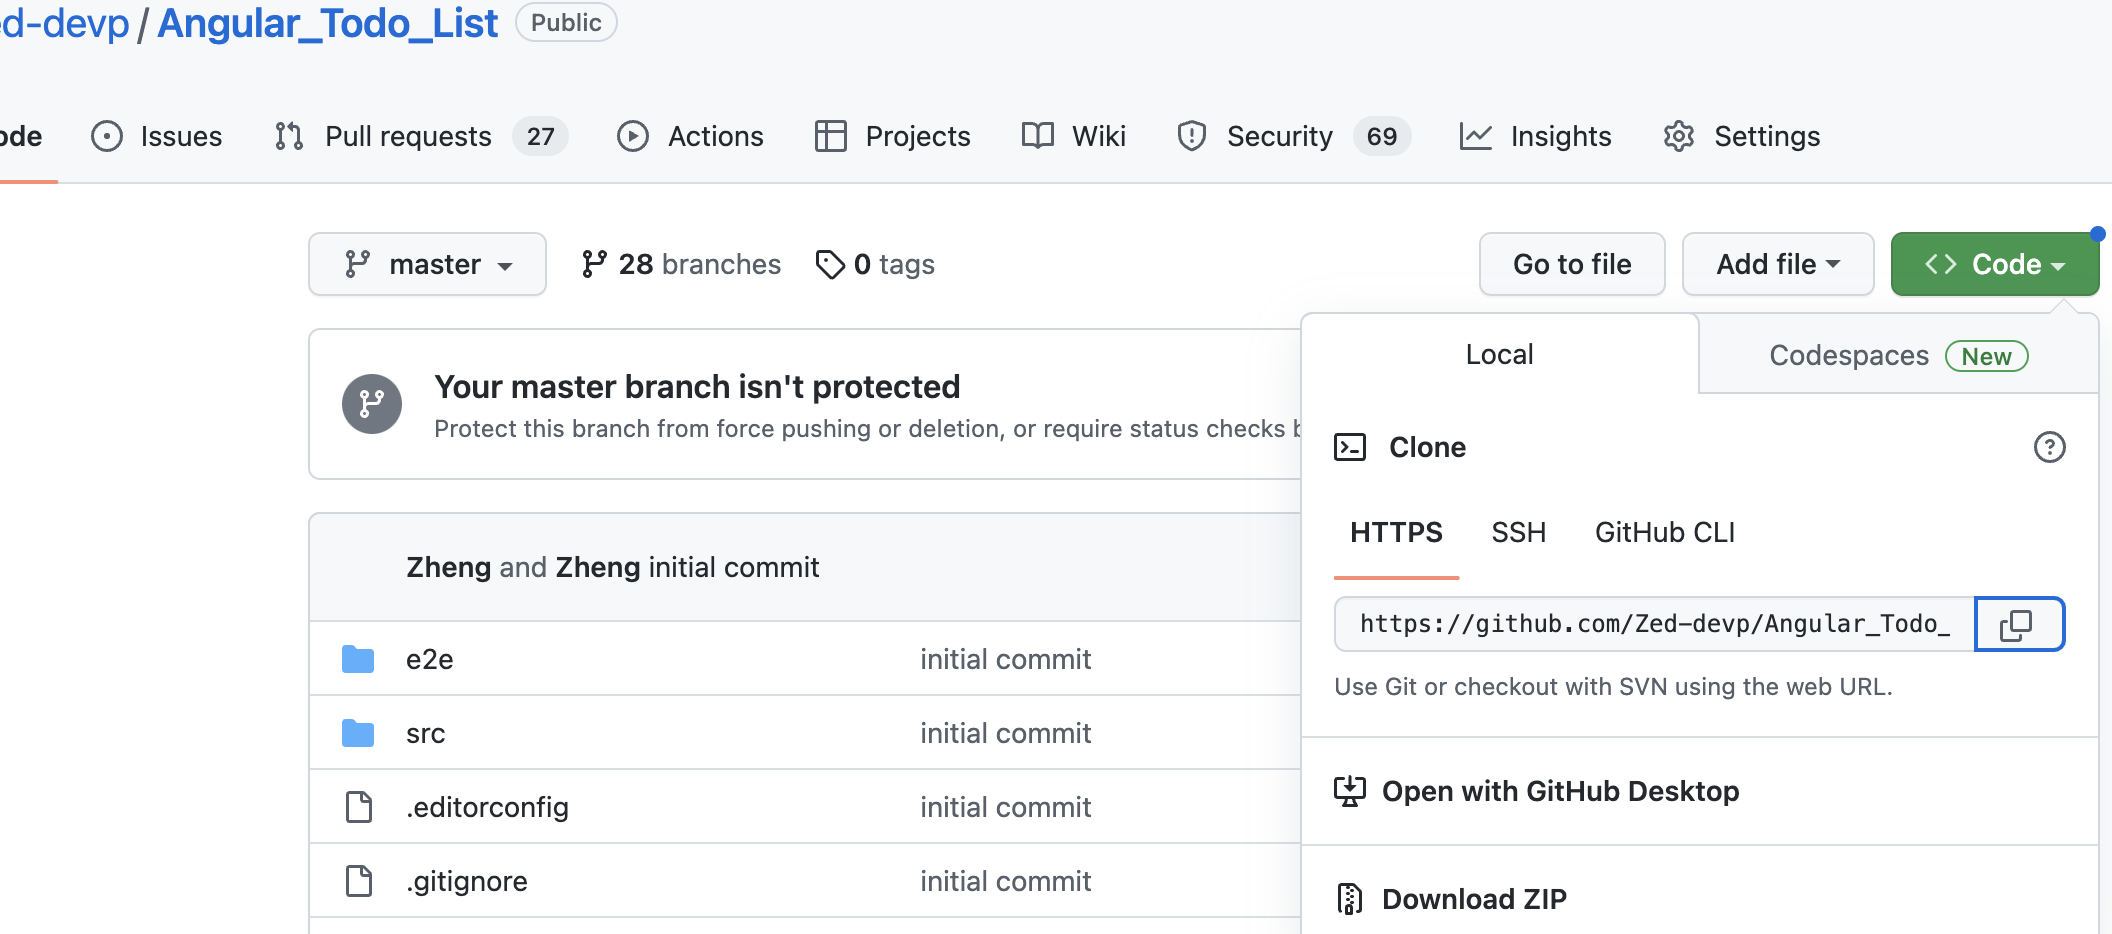 ed-devp / Angular_Todo_List Public
ode Issues Pull requests 27 Actions Projects Wiki Security 69 Insights Settings
master 28 branches 0 tags Go to file Add file Code
Your master branch isn't protected
Protect this branch from force pushing or deletion, or require status checks
Zheng and Zheng initial commit
e2e initial commit
src initial commit
.editorconfig initial commit
.gitignore initial commit
Local Codespaces New
Clone
HTTPS SSH GitHub CLI
https://github.com/Zed-devp/Angular_Todo_
Use Git or checkout with SVN using the web URL.
Open with GitHub Desktop
Download ZIP